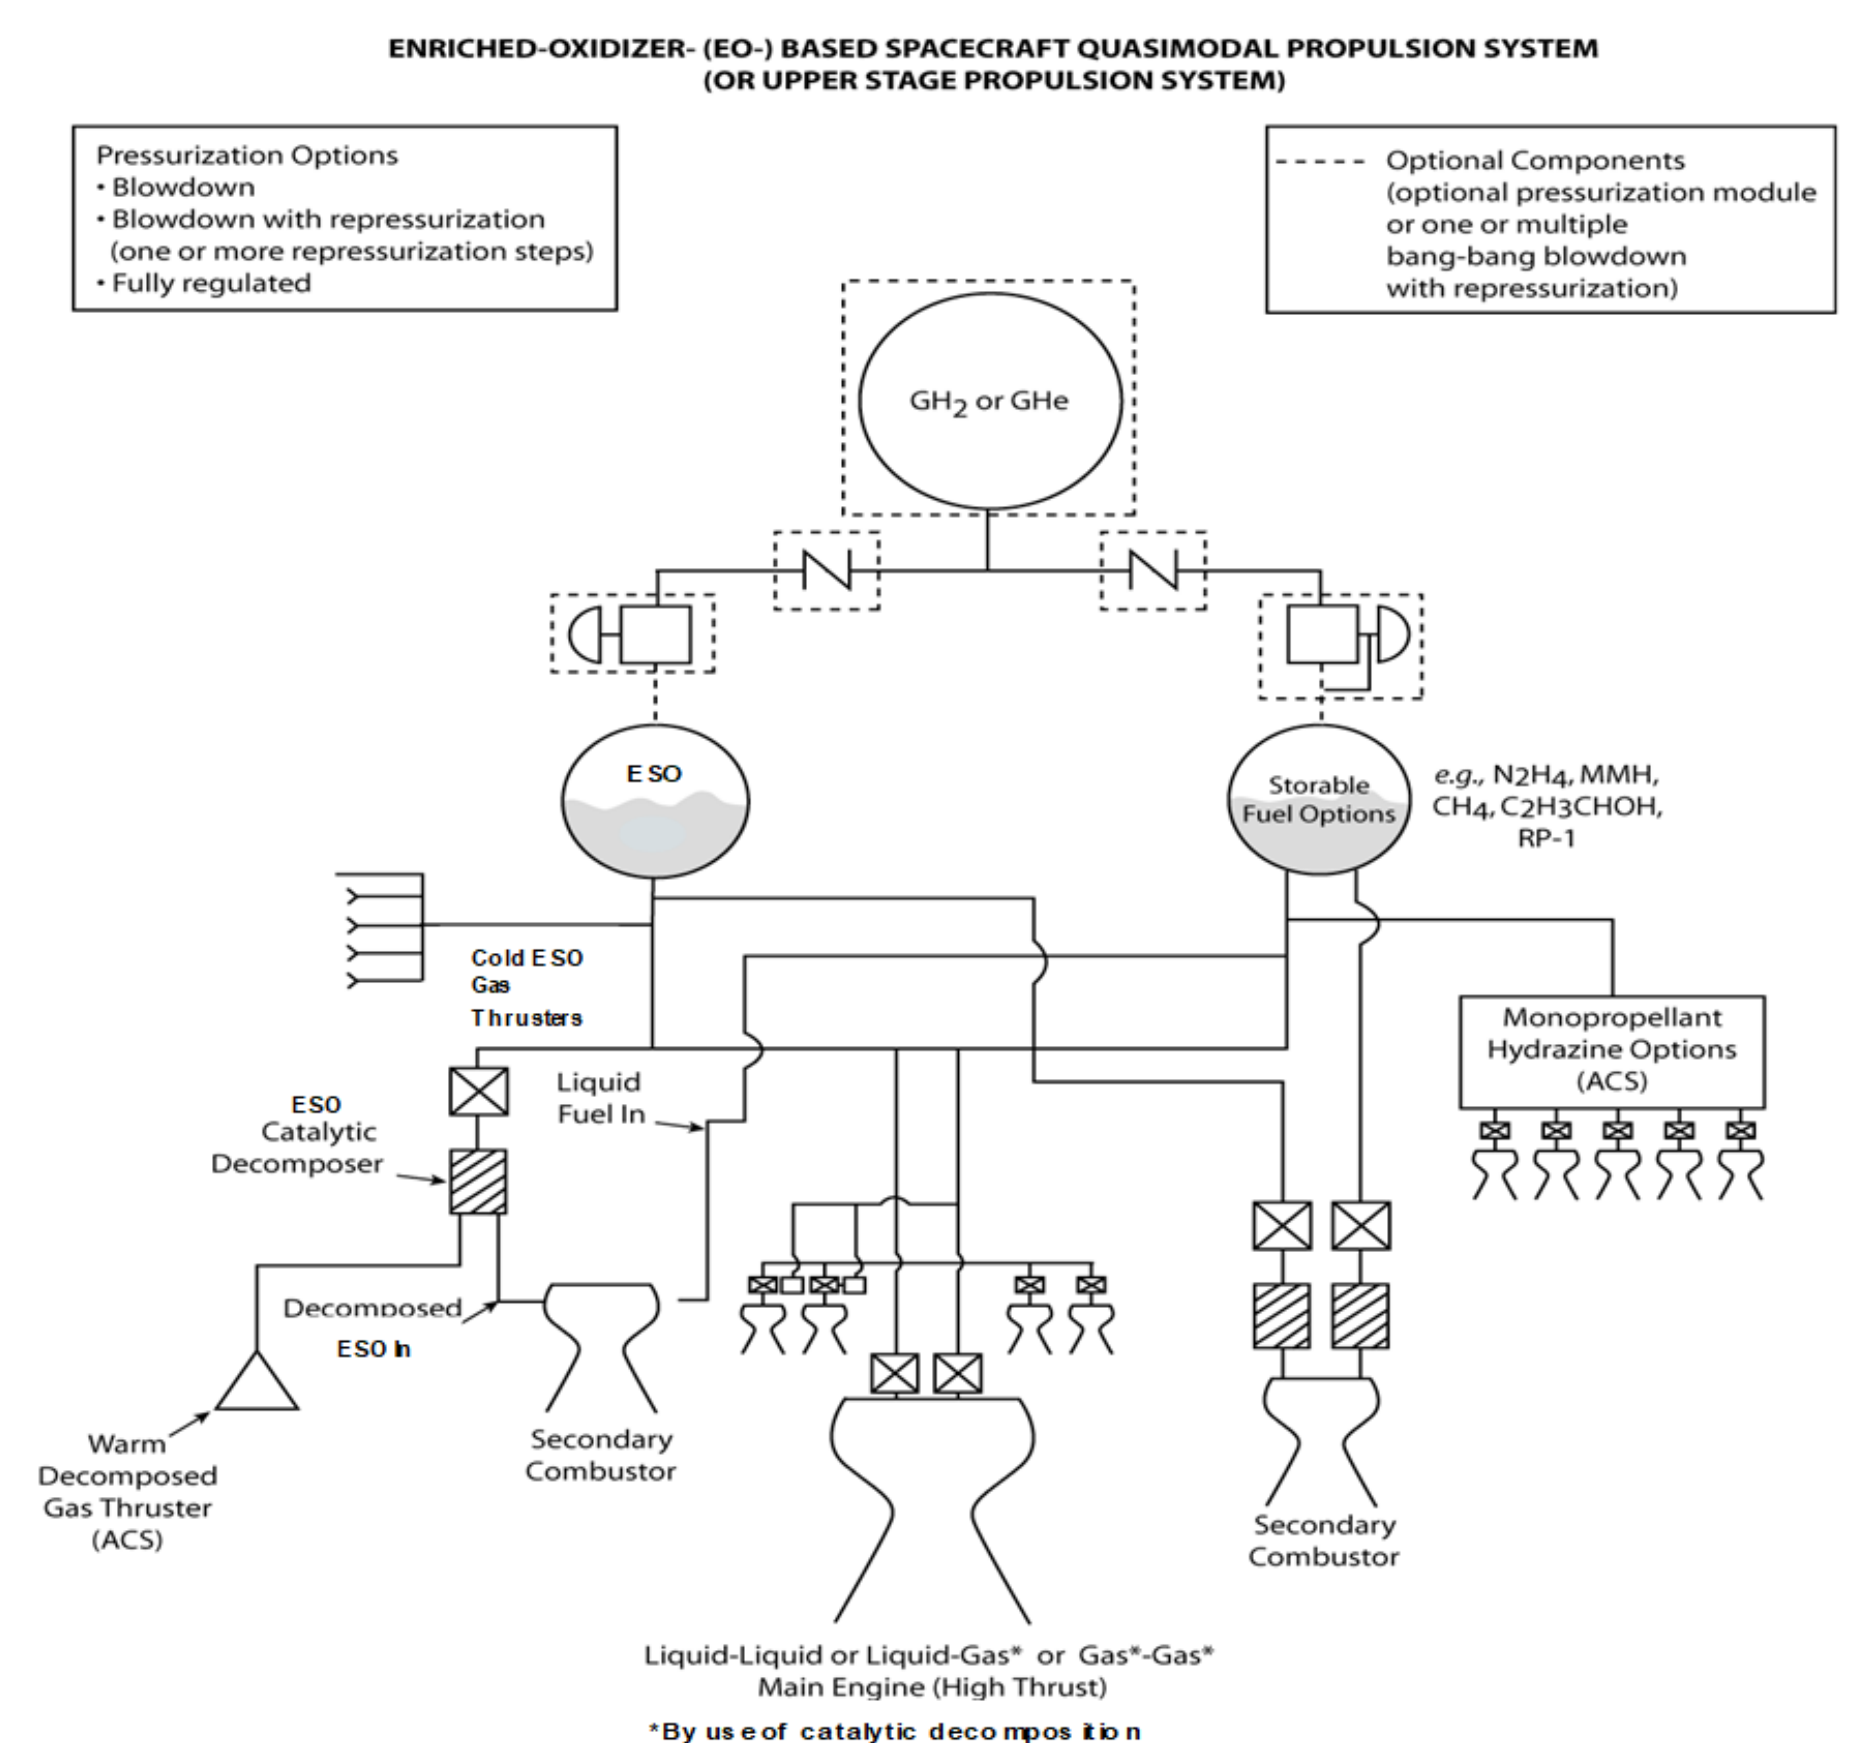 ENRICHED-OXIDIZER- (EO-) BASED SPACECRAFT QUASIMODAL PROPULSION SYSTEM
(OR UPPER STAGE PROPULSION SYSTEM)
Pressurization Options
• Blowdown
• Blowdown with repressurization
(one or more repressurization steps)
• Fully regulated
Optional Components
(optional pressurization module
or one or multiple
bang-bang blowdown
with repressurization)
GH2 or GHe
ESO
Storable
Fuel Options
e.g., N2H4, MMH,
CH4, C2H3CHOH,
RP-1
Cold ESO
Gas
Thrusters
Monopropellant
Hydrazine Options
(ACS)
Liquid
Fuel In
ESO
Catalytic
Decomposer
Decomposed
ESO In
Warm
Decomposed
Gas Thruster
(ACS)
Secondary
Combustor
Secondary
Combustor
Liquid-Liquid or Liquid-Gas* or Gas*-Gas*
Main Engine (High Thrust)
*By use of catalytic decomposition